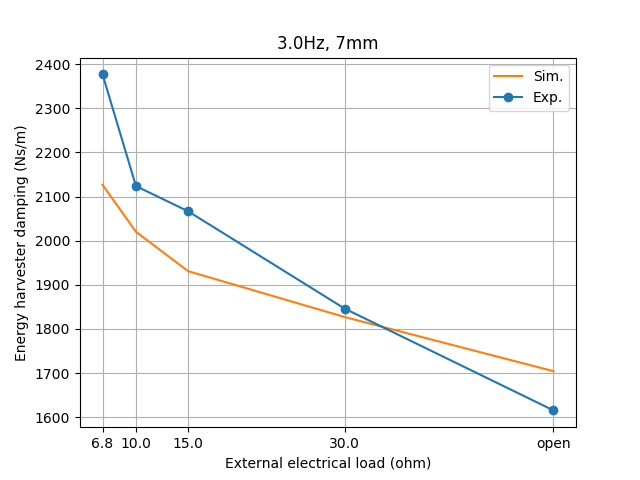 3.0Hz, 7mm
Sim.
Exp.
Energy harvester damping (Ns/m)
2400
2300
2200
2100
2000
1900
1800
1700
1600
6.8 10.0 15.0 30.0 open
External electrical load (ohm)